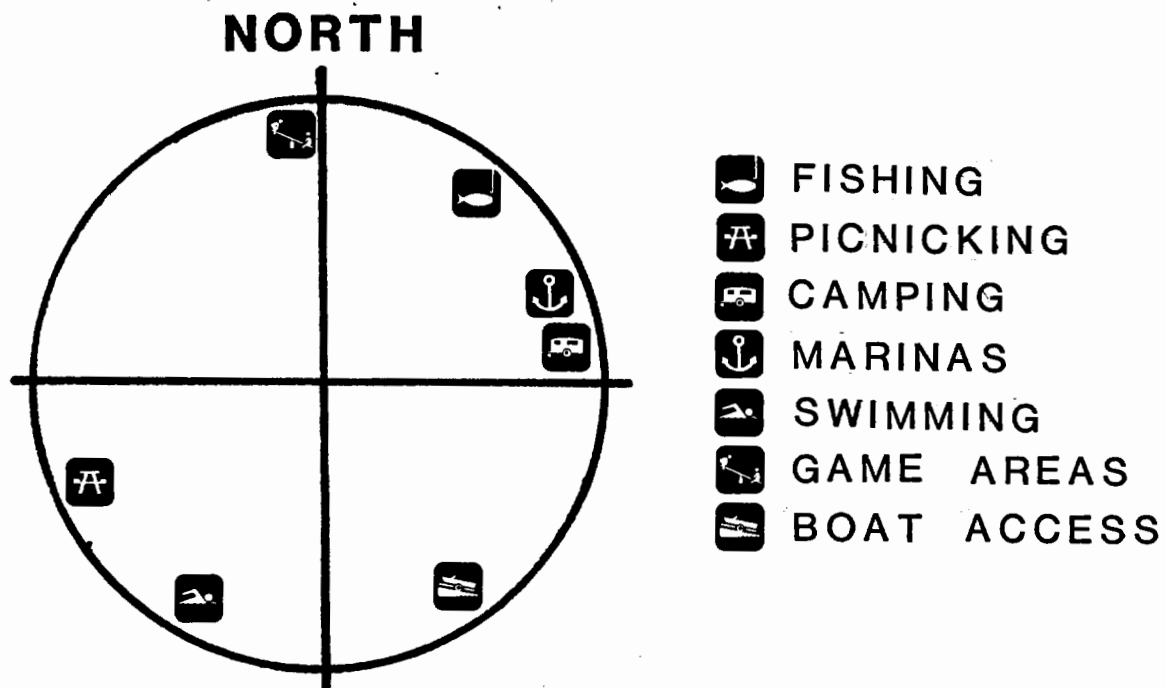 NORTH
FISHING
PICNICKING
CAMPING
MARINAS
SWIMMING
GAME AREAS
BOAT ACCESS